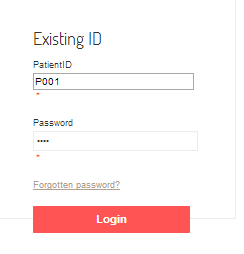 Existing ID
PatientID
P001
*
Password
••••
*
Forgotten password?
Login